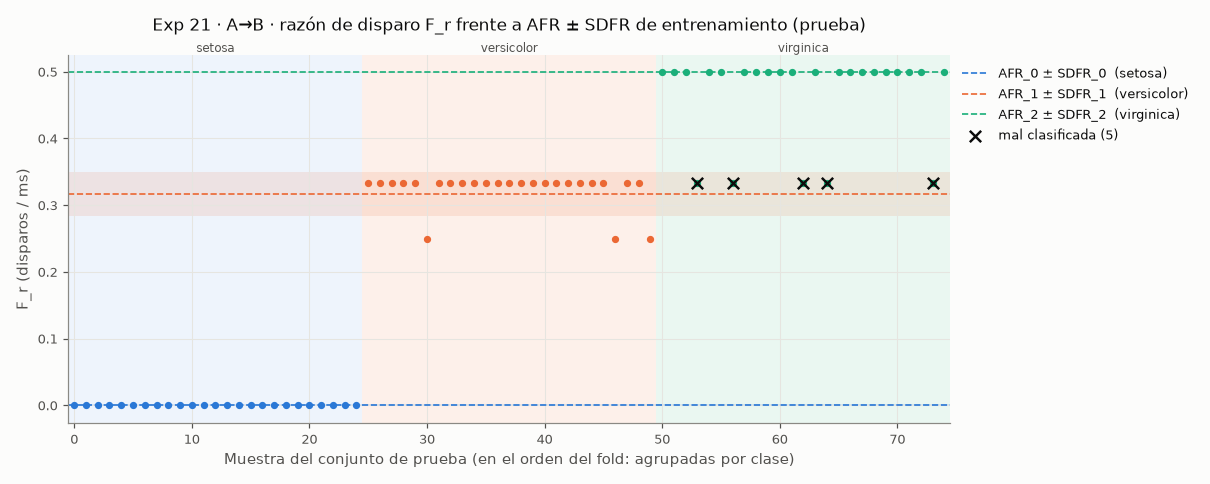 Exp 21 · A→B · razón de disparo F_r frente a AFR ± SDFR de entrenamiento (prueba)
setosa
versicolor
virginica
F_r (disparos / ms)
0.5
0.4
0.3
0.2
0.1
0.0
0
10
20
30
40
50
60
70
Muestra del conjunto de prueba (en el orden del fold: agrupadas por clase)
AFR_0 ± SDFR_0 (setosa)
AFR_1 ± SDFR_1 (versicolor)
AFR_2 ± SDFR_2 (virginica)
mal clasificada (5)